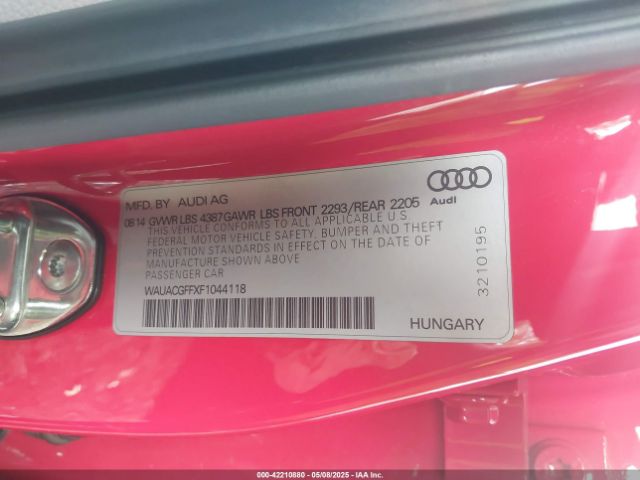 MFD. BY AUDI AG
08 14 GVWR LBS 4387 GAWR LBS FRONT 2293/REAR 2205
THIS VEHICLE CONFORMS TO ALL APPLICABLE U.S
FEDERAL MOTOR VEHICLE SAFETY, BUMPER AND THEFT
PREVENTION STANDARDS IN EFFECT ON THE DATE OF
MANUFACTURE SHOWN ABOVE
PASSENGER CAR
WAUACGFFXF1044118
Audi
3210195
HUNGARY
000-42210880 - 05/08/2025 - IAA Inc.